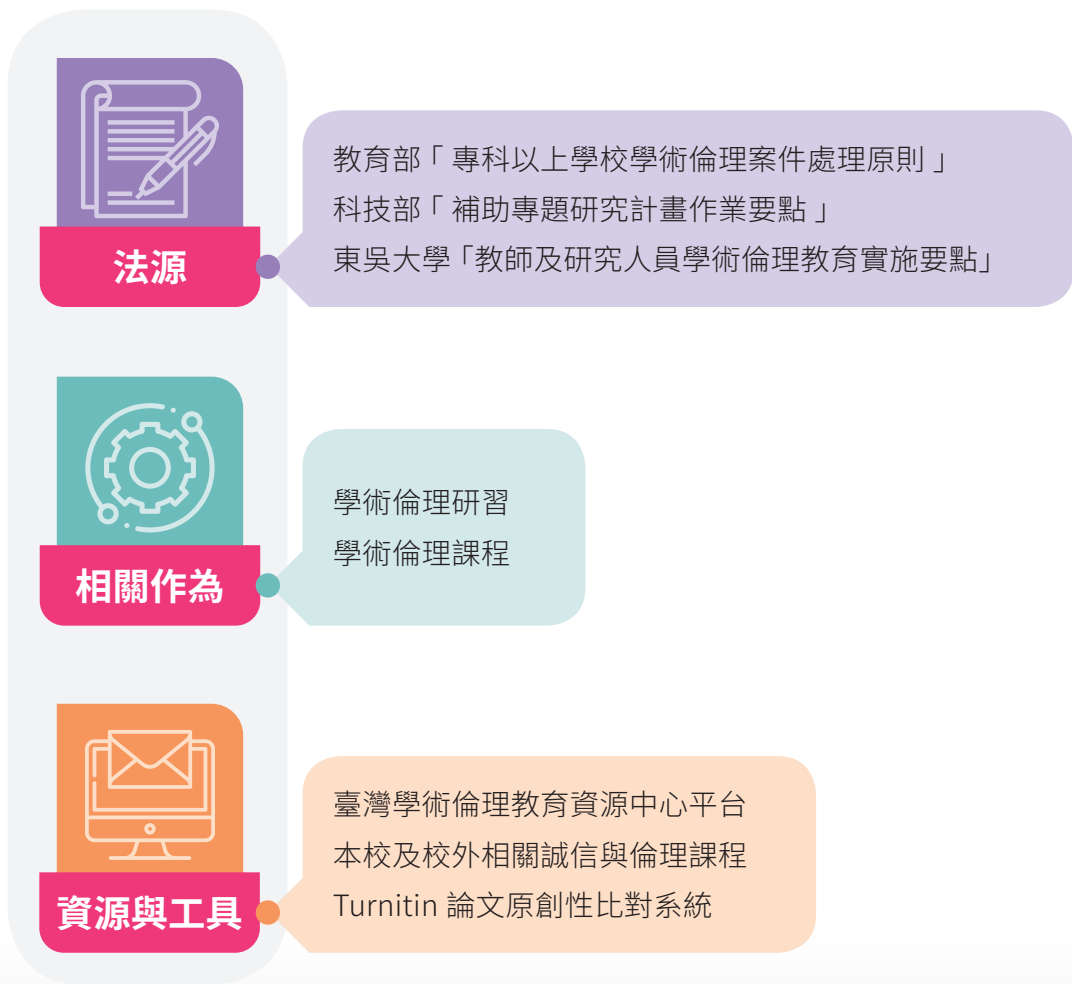 法源
教育部「 專科以上學校學術倫理案件處理原則 」
科技部「 補助專題研究計畫作業要點 」
東吳大學「教師及研究人員學術倫理教育實施要點」
相關作為
學術倫理研習
學術倫理課程
資源與工具
臺灣學術倫理教育資源中心平台
本校及校外相關誠信與倫理課程
Turnitin 論文原創性比對系統